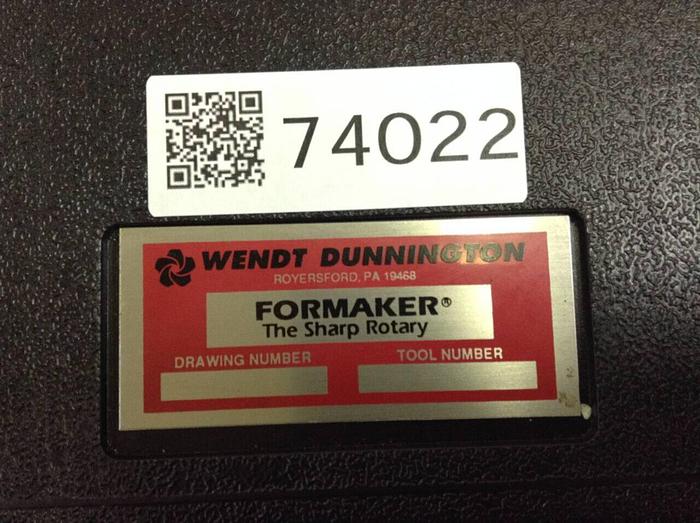 74022
WENDT DUNNINGTON
ROYERSFORD, PA 19468
FORMAKER®
The Sharp Rotary
DRAWING NUMBER TOOL NUMBER